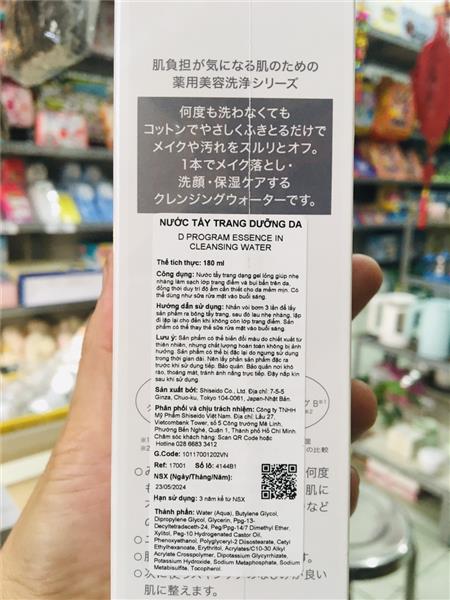 肌負担が気になる肌のための
薬用美容洗浄シリーズ
何度も洗わなくても
コットンでやさしくふきとるだけで
メイクや汚れをスルリとオフ。
1本でメイク落とし・
洗顔・保湿ケアする
クレンジングウォーターです。
NƯỚC TẨY TRANG DƯỠNG DA
D PROGRAM ESSENCE IN
CLEANSING WATER
Thể tích thực: 180 ml
Công dụng: Nước tẩy trang dạng gel lỏng giúp nhẹ
nhàng làm sạch lớp trang điểm và bụi bẩn trên da,
đồng thời duy trì độ ẩm cần thiết cho da mềm mịn. Có
thể dùng như sữa rửa mặt vào buổi sáng.
Hướng dẫn sử dụng: Nhấn vòi bơm 3 lần để lấy
sản phẩm ra bông tẩy trang, sau đó lau nhẹ nhàng, lặp
đi lặp lại cho đến khi không còn lớp trang điểm. Sản
phẩm có thể thay thế sữa rửa mặt vào buổi sáng.
Lưu ý: Sản phẩm có thể biến đổi màu do chiết xuất từ
thiên nhiên, nhưng chất lượng hoàn toàn không bị ảnh
hưởng. Sản phẩm có thể bị đặc lại do ngưng sử dụng
trong thời gian dài. Nên lấy phần sản phẩm đặc ra
trước khi sử dụng tiếp. Bảo quản: Bảo quản nơi khô
ráo, thoáng mát, tránh ánh nắng trực tiếp. Đậy nắp kín
sau khi sử dụng.
Sản xuất bởi: Shiseido Co., Ltd. Địa chỉ: 7-5-5
Ginza, Chuo-ku, Tokyo 104-0061, Japan-Nhật Bản.
Phân phối và chịu trách nhiệm: Công ty TNHH
Mỹ Phẩm Shiseido Việt Nam. Địa chỉ: Lầu 27,
Vietcombank Tower, số 5 Công trường Mê Linh,
Phường Bến Nghé, Quận 1, Thành phố Hồ Chí Minh.
Chăm sóc khách hàng: Scan QR Code hoặc
Hotline 028 6683 3412
G.Code: 10117001202VN
Ref: 17001 Số lô: 4144B1
NSX (Ngày/Tháng/Năm):
23/05/2024
Hạn sử dụng: 3 năm kể từ NSX
Thành phần: Water (Aqua), Butylene Glycol,
Dipropylene Glycol, Glycerin, Ppg-13-
Decyltetradeceth-24, Peg/Ppg-14/7 Dimethyl Ether,
Xylitol, Peg-10 Hydrogenated Castor Oil,
Phenoxyethanol, Polyglyceryl-2 Diisostearate, Cetyl
Ethylhexanoate, Erythritol, Acrylates/C10-30 Alkyl
Acrylate Crosspolymer, Dipotassium Glycyrrhizate,
Potassium Hydroxide, Sodium Metaphosphate, Sodium
Metabisulfite, Tocopherol.
肌に整えます。